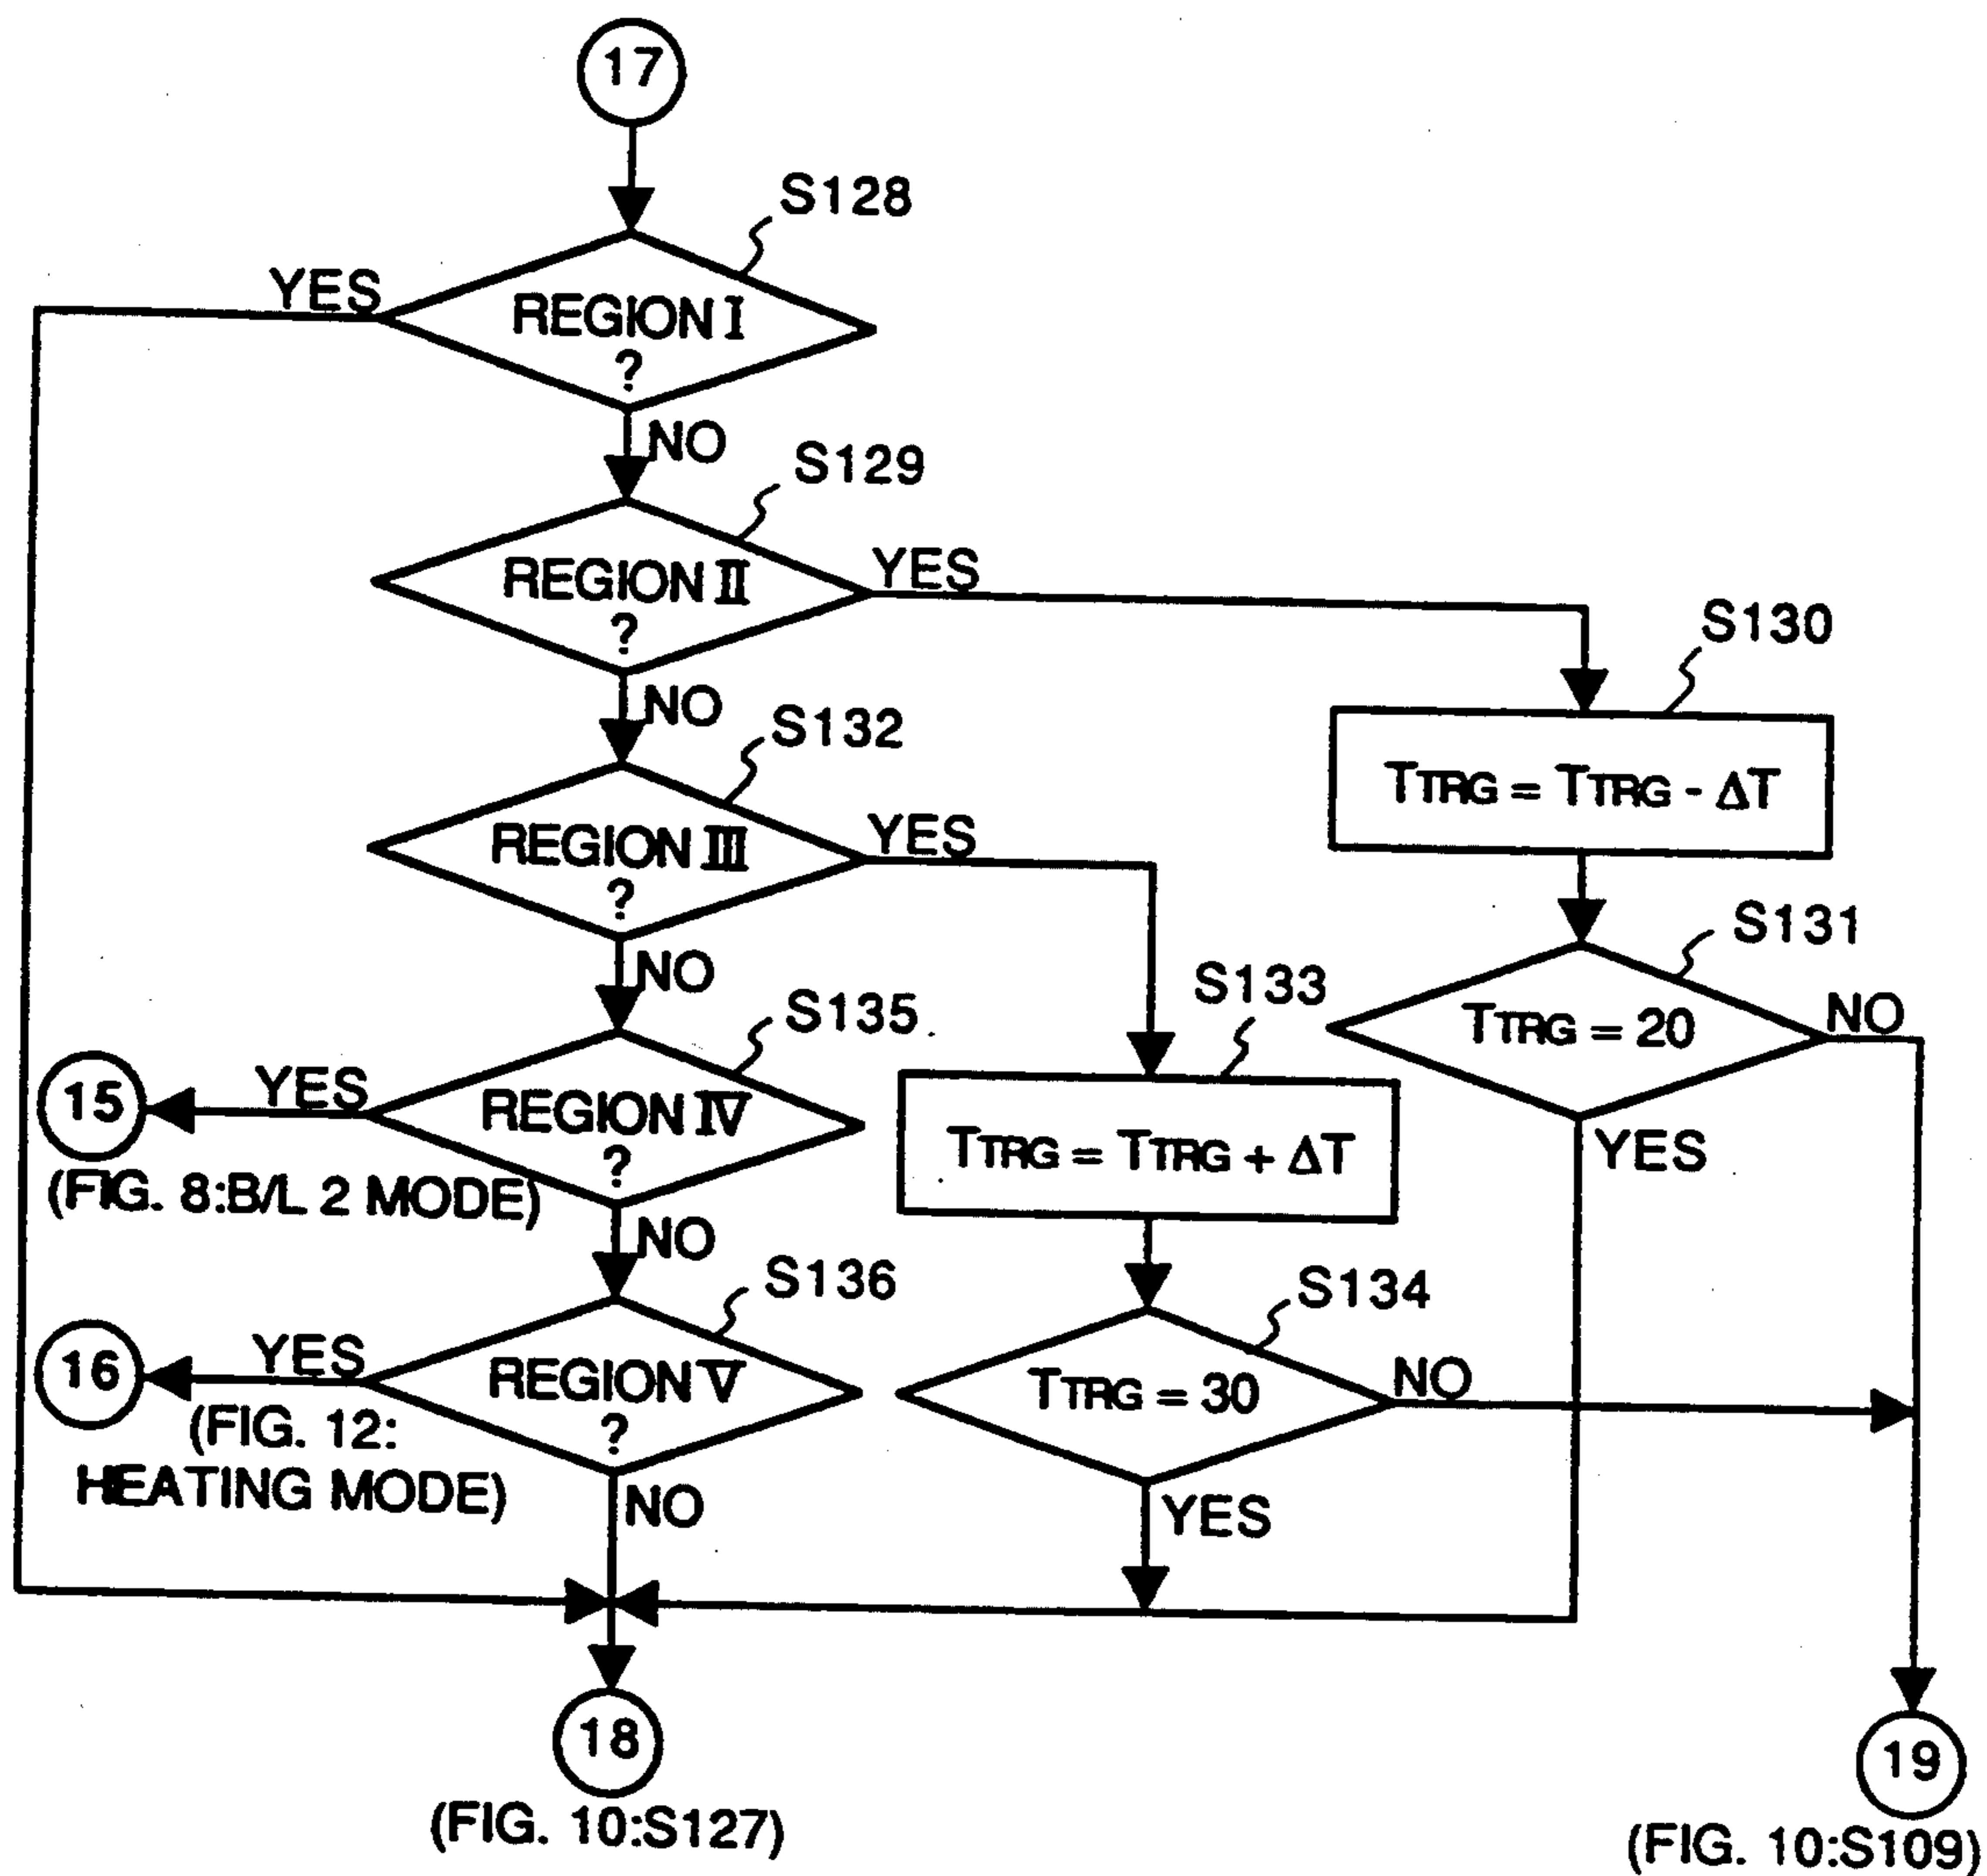 17
S128
YES
REGION I
?
NO
S129
REGION II
?
YES
S130
NO
S132
TTRG = TTRG - ΔT
REGION III
?
YES
S131
NO
S133
S135
TTRG = 20
NO
15
YES
REGION IV
?
(FIG. 8:B/L 2 MODE)
TTRG = TTRG + ΔT
YES
NO
S136
S134
16
YES
REGION V
?
TTRG = 30
NO
(FIG. 12:
HEATING MODE)
NO
YES
18
19
(FIG. 10:S127)
(FIG. 10:S109)